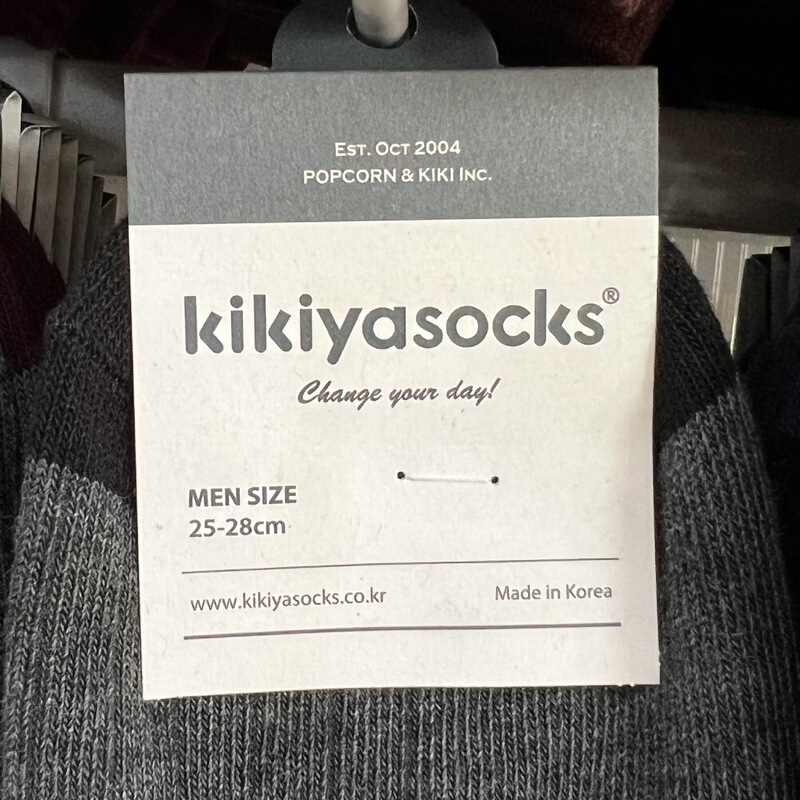 Est. Oct 2004
POPCORN & KIKI Inc.
kikiyasocks®
Change your day!
MEN SIZE
25-28cm
www.kikiyasocks.co.kr
Made in Korea